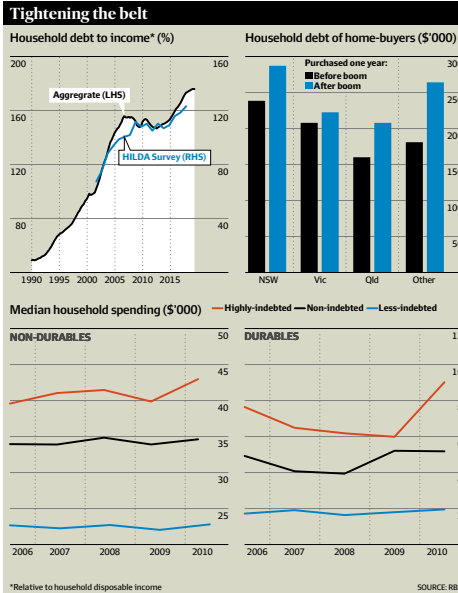 Tightening the belt
Household debt to income* (%)
200
160
120
80
160
120
80
40
Aggregrate (LHS)
HILDA Survey (RHS)
1990 1995 2000 2005 2010 2015
Household debt of home-buyers ($'000)
Purchased one year:
Before boom
After boom
NSW Vic Qld Other
Median household spending ($'000)
Highly-indebted Non-indebted Less-indebted
NON-DURABLES
50
45
40
35
30
25
2006 2007 2008 2009 2010
DURABLES
2006 2007 2008 2009 2010
*Relative to household disposable income
SOURCE: